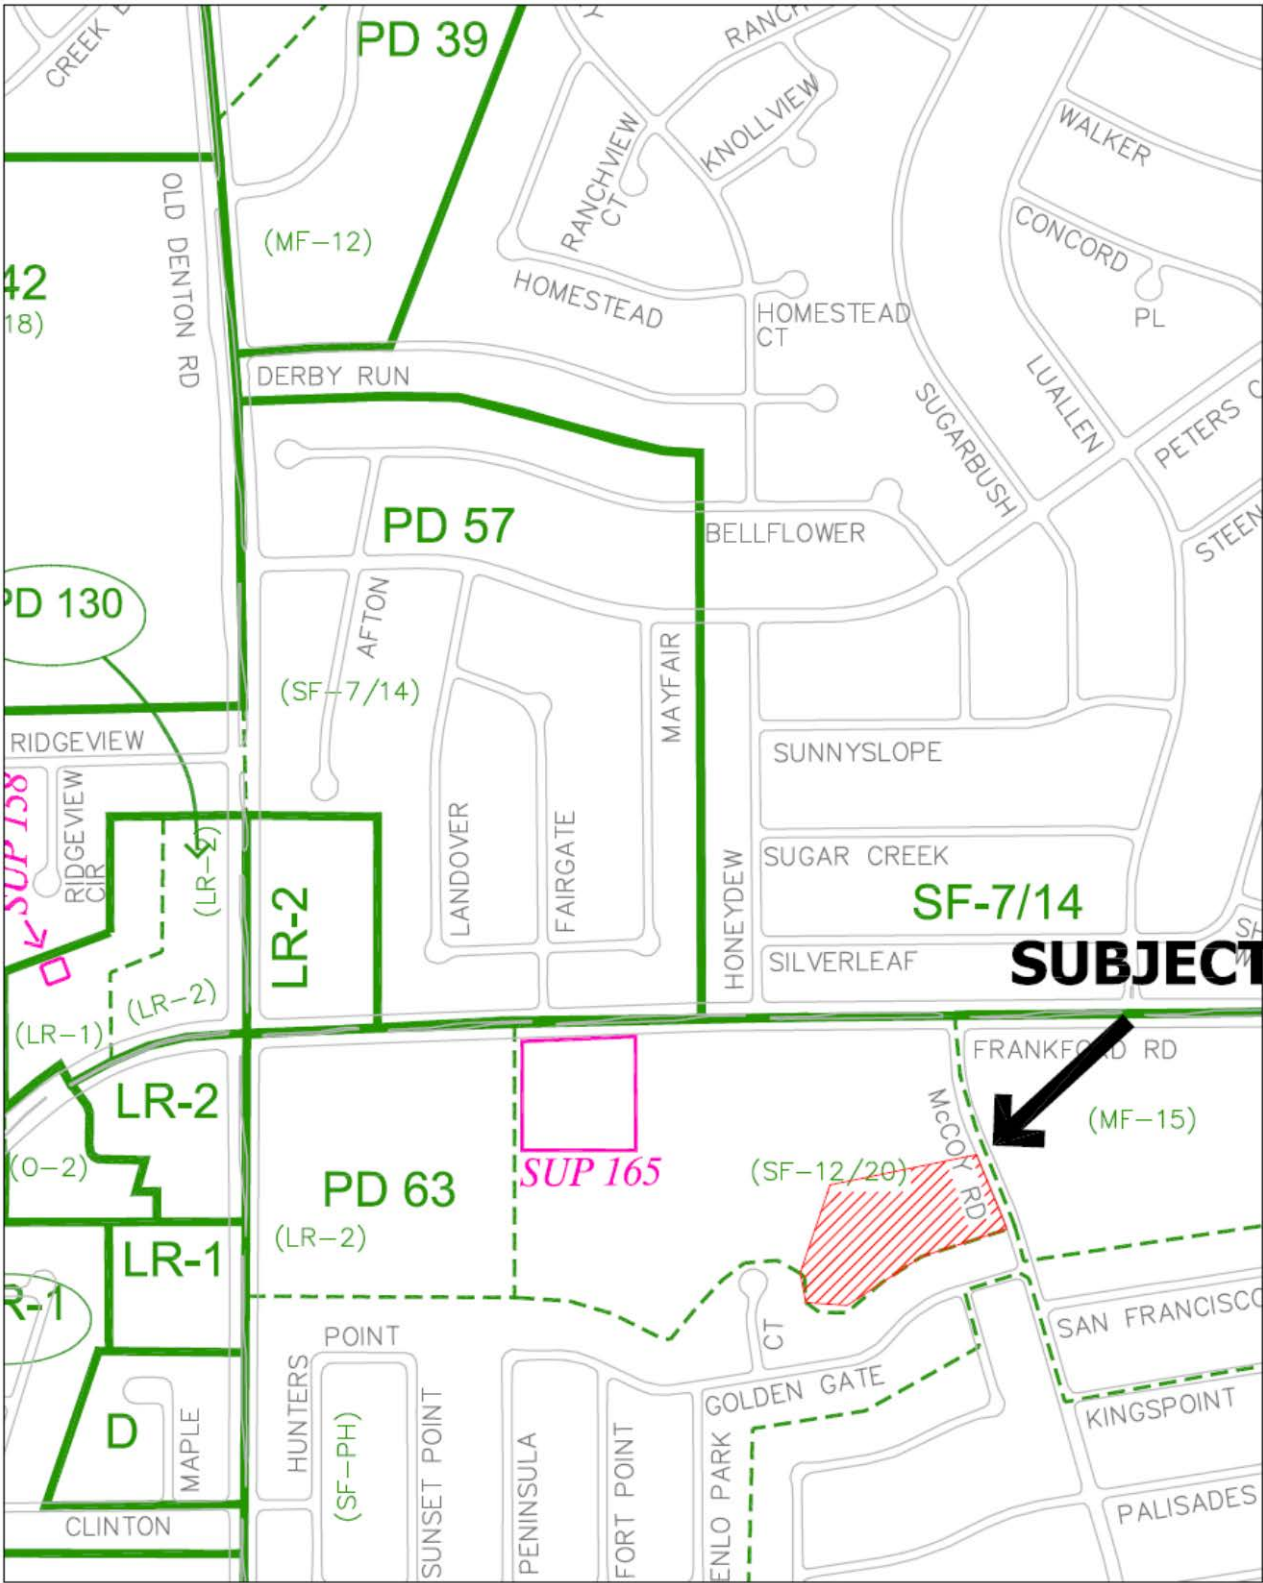 PD 39
CREEK
RANCH
KNOLLVIEW
RANCHVIEW
CT
WALKER
OLD DENTON RD
(MF-12)
CONCORD
PL
42
18)
HOMESTEAD
HOMESTEAD
CT
DERBY RUN
LUALLEN
SUGARBUSH
PETERS C
STEEN
PD 57
BELLFLOWER
PD 130
AFTON
MAYFAIR
(SF-7/14)
RIDGEVIEW
SUNNYSLOPE
SUP 158
RIDGEVIEW
CIR
(LR-2)
LR-2
LANDOVER
FAIRGATE
HONEYDEW
SUGAR CREEK
SF-7/14
SILVERLEAF
SH
W
SUBJECT
(LR-2)
(LR-1)
FRANKFORD RD
LR-2
McCOY RD
(MF-15)
(O-2)
SUP 165
(SF-12/20)
PD 63
(LR-2)
LR-1
R-1
POINT
CT
SAN FRANCISCO
HUNTERS
GOLDEN GATE
KINGSPOINT
D
MAPLE
(SF-PH)
SUNSET POINT
PENINSULA
FORT POINT
ENLO PARK
PALISADES
CLINTON